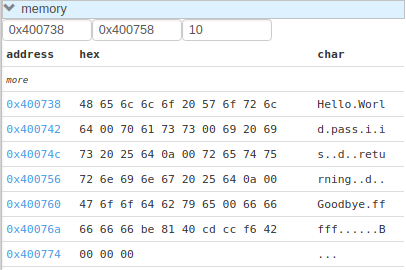 memory
0x400738 0x400758 10
address hex char
more
0x400738 48 65 6c 6c 6f 20 57 6f 72 6c Hello.Worl
0x400742 64 00 70 61 73 73 00 69 20 69 d.pass.i.i
0x40074c 73 20 25 64 0a 00 72 65 74 75 s..d..retu
0x400756 72 6e 69 6e 67 20 25 64 0a 00 rning..d..
0x400760 47 6f 6f 64 62 79 65 00 66 66 Goodbye.ff
0x40076a 66 66 66 be 81 40 cd cc f6 42 fff......B
0x400774 00 00 00 ...